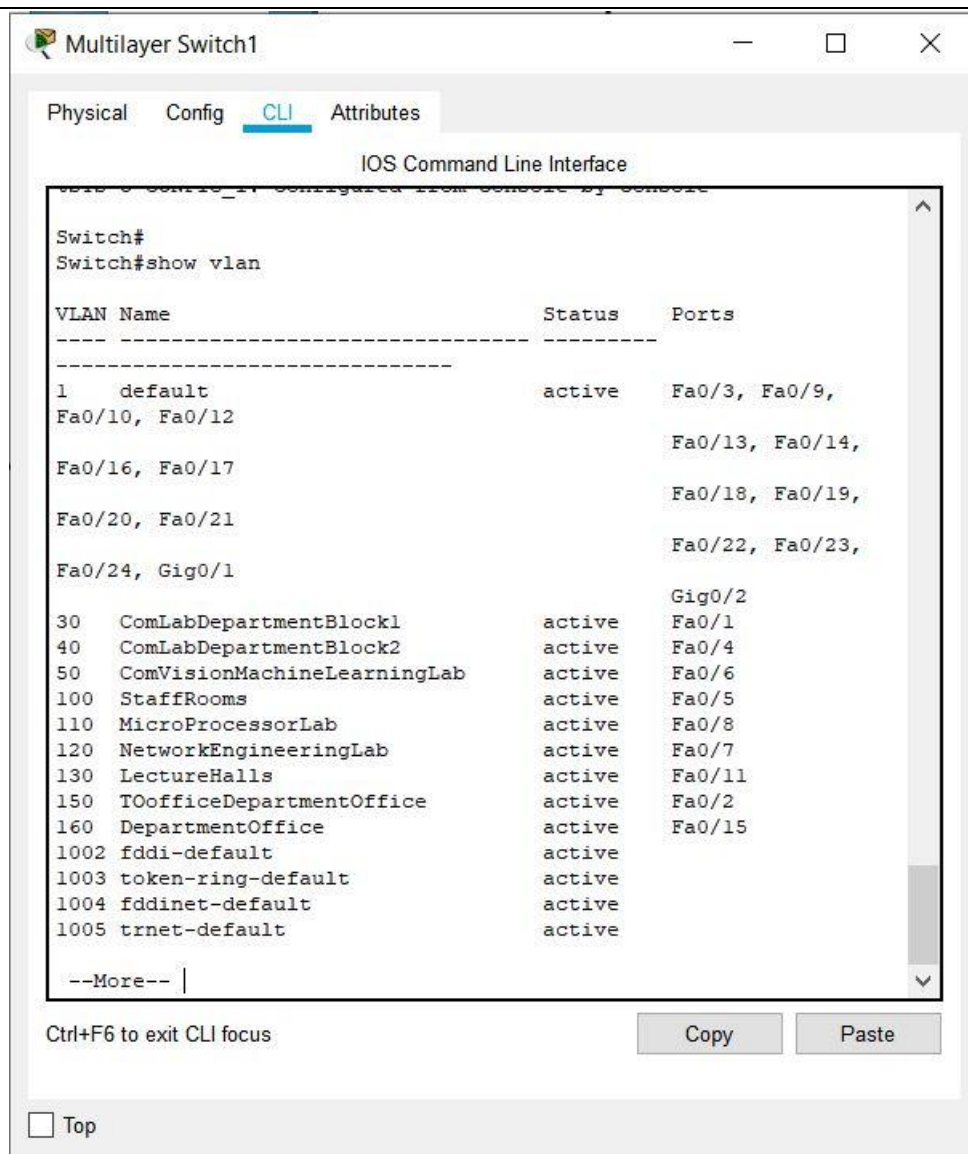 Multilayer Switch1
Physical Config CLI Attributes
IOS Command Line Interface
Switch#
Switch#show vlan
VLAN Name Status Ports
---- -------------------------------- ---------
-------------------------------
1 default active Fa0/3, Fa0/9,
Fa0/10, Fa0/12
Fa0/13, Fa0/14,
Fa0/16, Fa0/17
Fa0/18, Fa0/19,
Fa0/20, Fa0/21
Fa0/22, Fa0/23,
Fa0/24, Gig0/1
Gig0/2
30 ComLabDepartmentBlock1 active Fa0/1
40 ComLabDepartmentBlock2 active Fa0/4
50 ComVisionMachineLearningLab active Fa0/6
100 StaffRooms active Fa0/5
110 MicroProcessorLab active Fa0/8
120 NetworkEngineeringLab active Fa0/7
130 LectureHalls active Fa0/11
150 TOofficeDepartmentOffice active Fa0/2
160 DepartmentOffice active Fa0/15
1002 fddi-default active
1003 token-ring-default active
1004 fddinet-default active
1005 trnet-default active
--More--
Ctrl+F6 to exit CLI focus
Copy Paste
Top